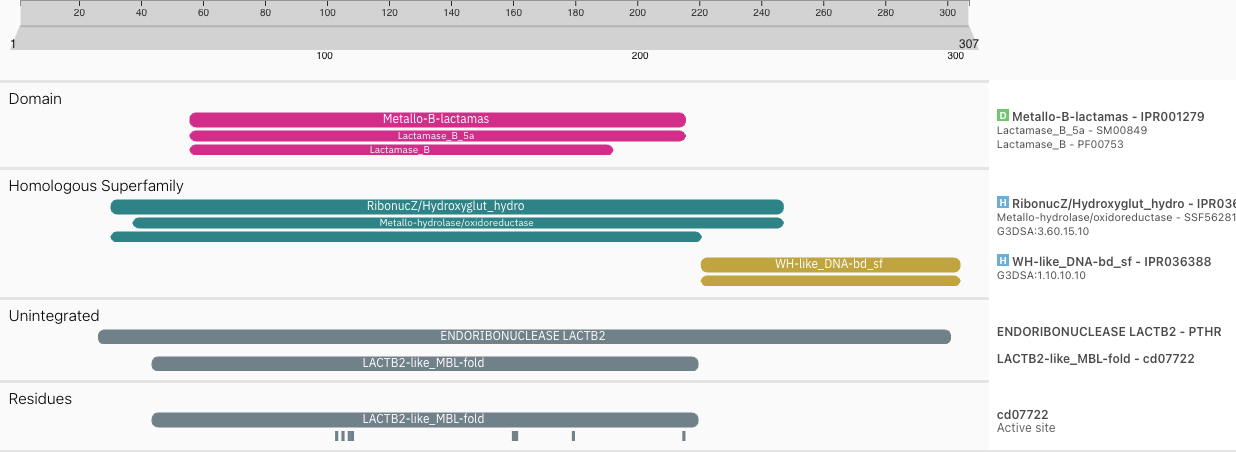 20 40 60 80 100 120 140 160 180 200 220 240 260 280 300
1 307
100 200 300
Domain
Metallo-B-lactamas
D Metallo-B-lactamas - IPR001279
Lactamase_B_5a
Lactamase_B_5a - SM00849
Lactamase_B
Lactamase_B - PF00753
Homologous Superfamily
RibonucZ/Hydroxyglut_hydro
H RibonucZ/Hydroxyglut_hydro - IPR036
Metallo-hydrolase/oxidoreductase
Metallo-hydrolase/oxidoreductase - SSF56281
G3DSA:3.60.15.10
WH-like_DNA-bd_sf
H WH-like_DNA-bd_sf - IPR036388
G3DSA:1.10.10.10
Unintegrated
ENDORIBONUCLEASE LACTB2
ENDORIBONUCLEASE LACTB2 - PTHR
LACTB2-like_MBL-fold
LACTB2-like_MBL-fold - cd07722
Residues
LACTB2-like_MBL-fold
cd07722
Active site